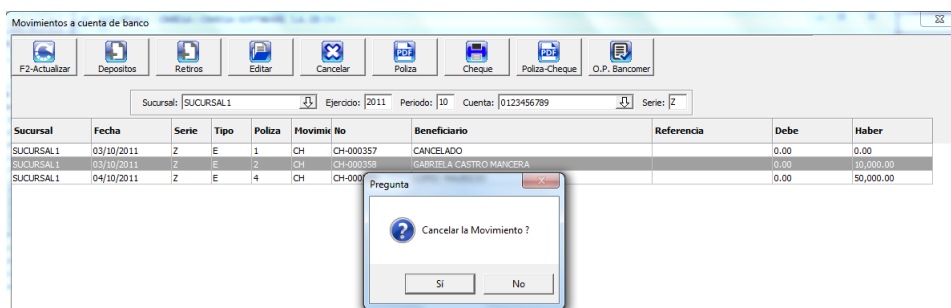 Movimientos a cuenta de banco
F2-Actualizar Depositos Retiros Editar Cancelar Poliza Cheque Poliza-Cheque O.P. Bancomer
Sucursal: SUCURSAL1 Ejercicio: 2011 Periodo: 10 Cuenta: 0123456789 Serie: Z
Sucursal Fecha Serie Tipo Poliza Movimie No Beneficiario Referencia Debe Haber
SUCURSAL1 03/10/2011 Z E 1 CH CH-000357 CANCELADO 0.00 0.00
SUCURSAL1 03/10/2011 Z E 2 CH CH-000358 GABRIELA CASTRO MANCERA 0.00 10,000.00
SUCURSAL1 04/10/2011 Z E 4 CH CH-000 0.00 50,000.00
Pregunta
Cancelar la Movimiento ?
Sí No